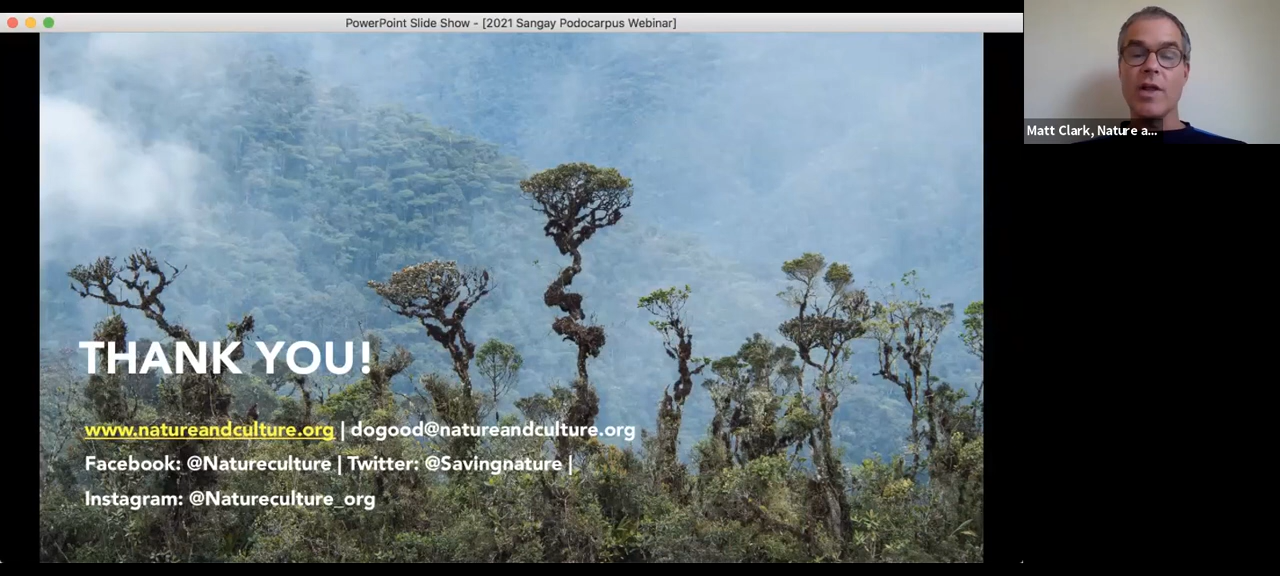 PowerPoint Slide Show - [2021 Sangay Podocarpus Webinar]
Matt Clark, Nature a...
THANK YOU!
www.natureandculture.org | dogood@natureandculture.org
Facebook: @Natureculture | Twitter: @Savingnature |
Instagram: @Natureculture_org